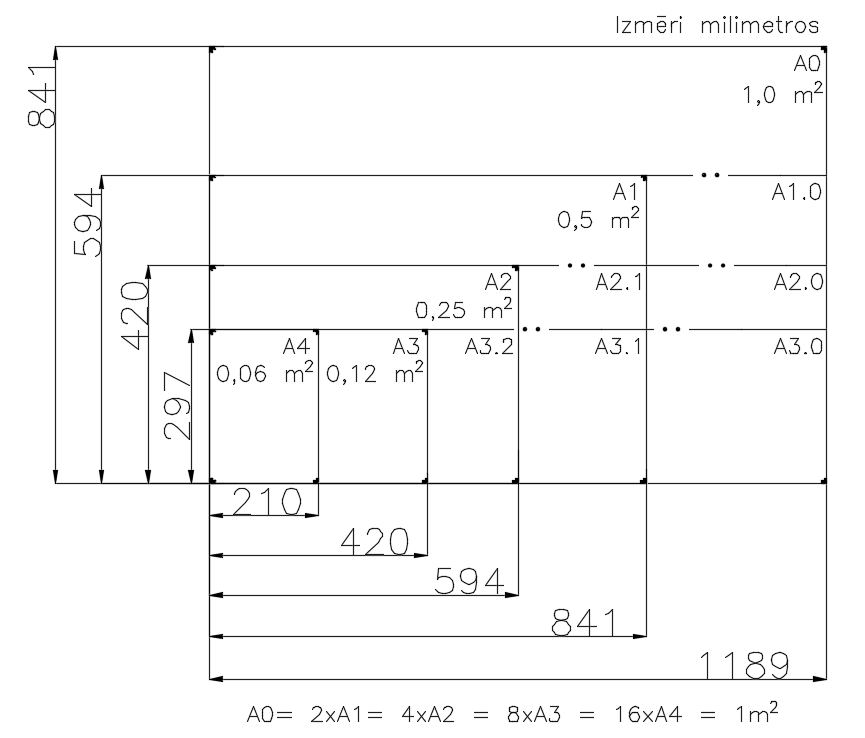 Izmēri milimetros
A0
1,0 m²
841
A1
A1.0
0,5 m²
594
A2
A2.1
A2.0
0,25 m²
420
A4
A3
A3.2
A3.1
A3.0
0,06 m²
0,12 m²
297
210
420
594
841
1189
A0= 2xA1= 4xA2 = 8xA3 = 16xA4 = 1m²